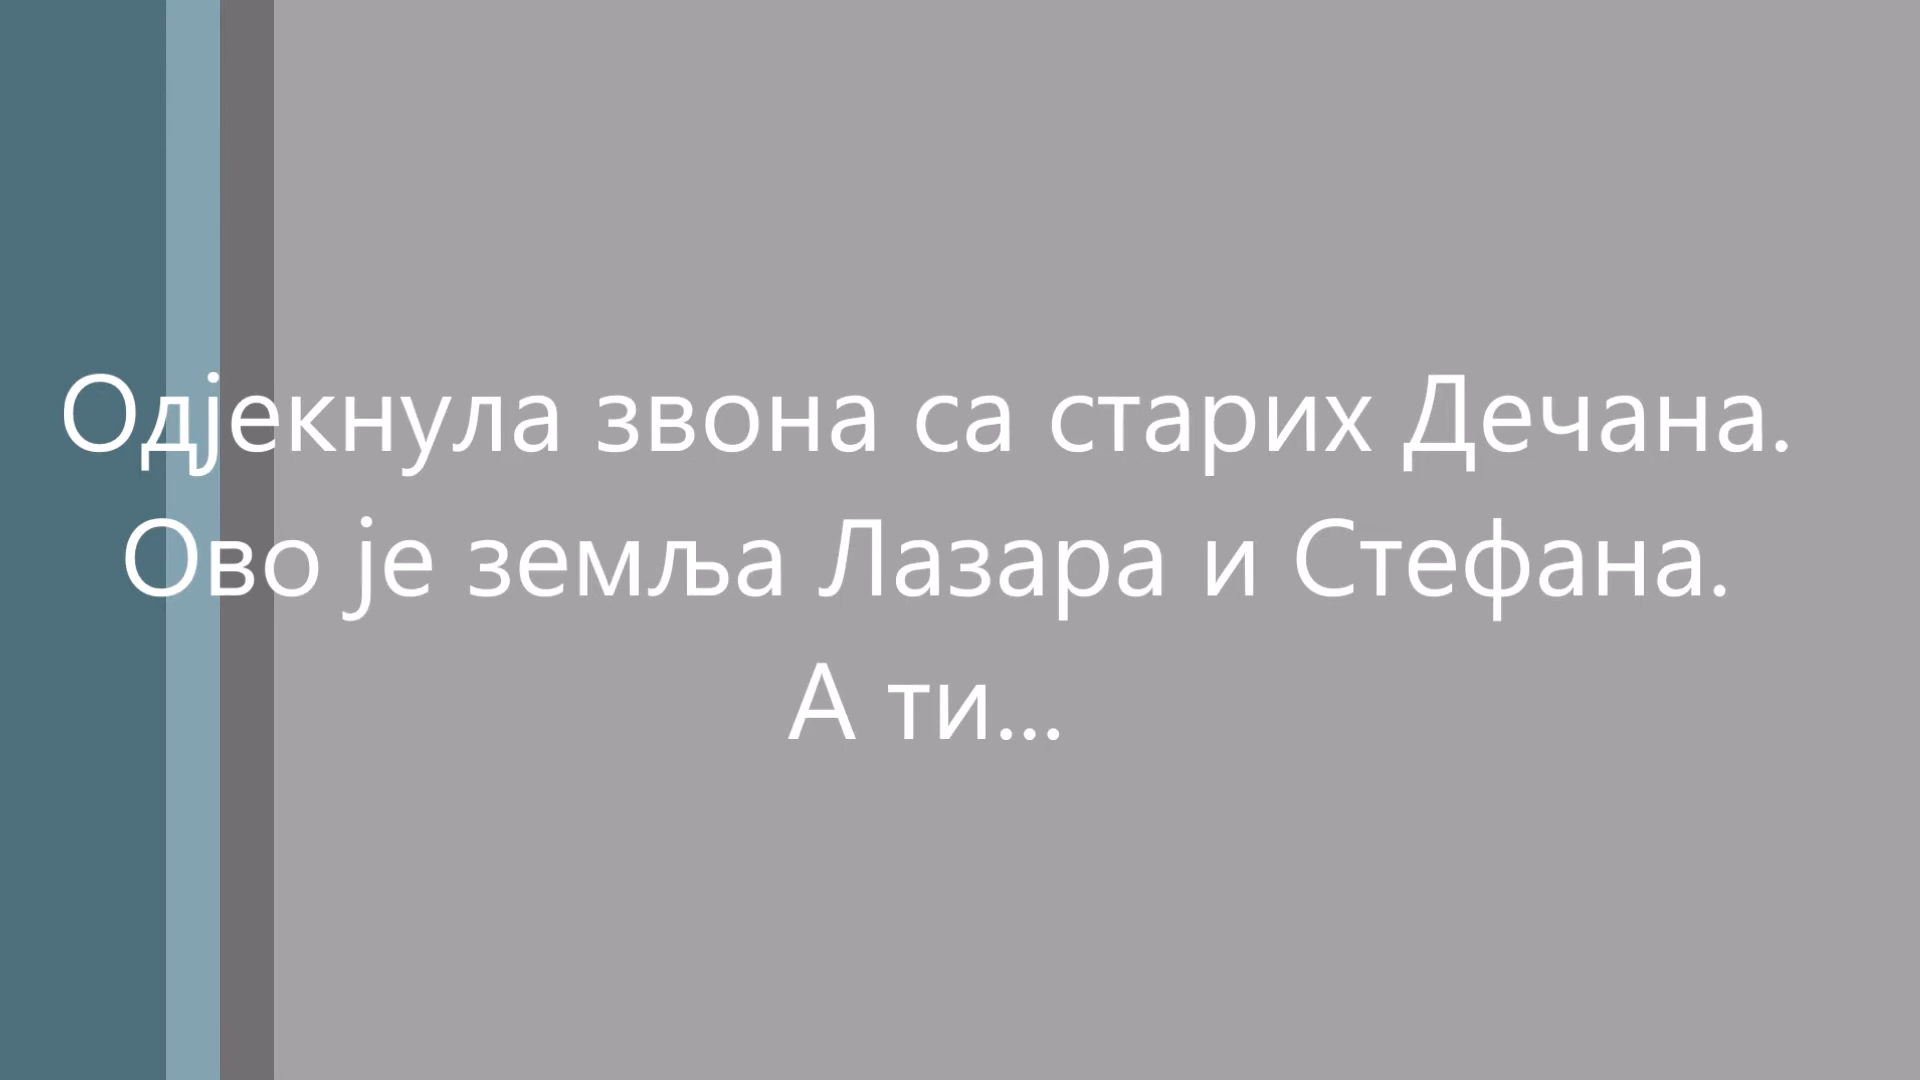 Одјекнула звона са старих Дечана.
Ово је земља Лазара и Стефана.
А ти...